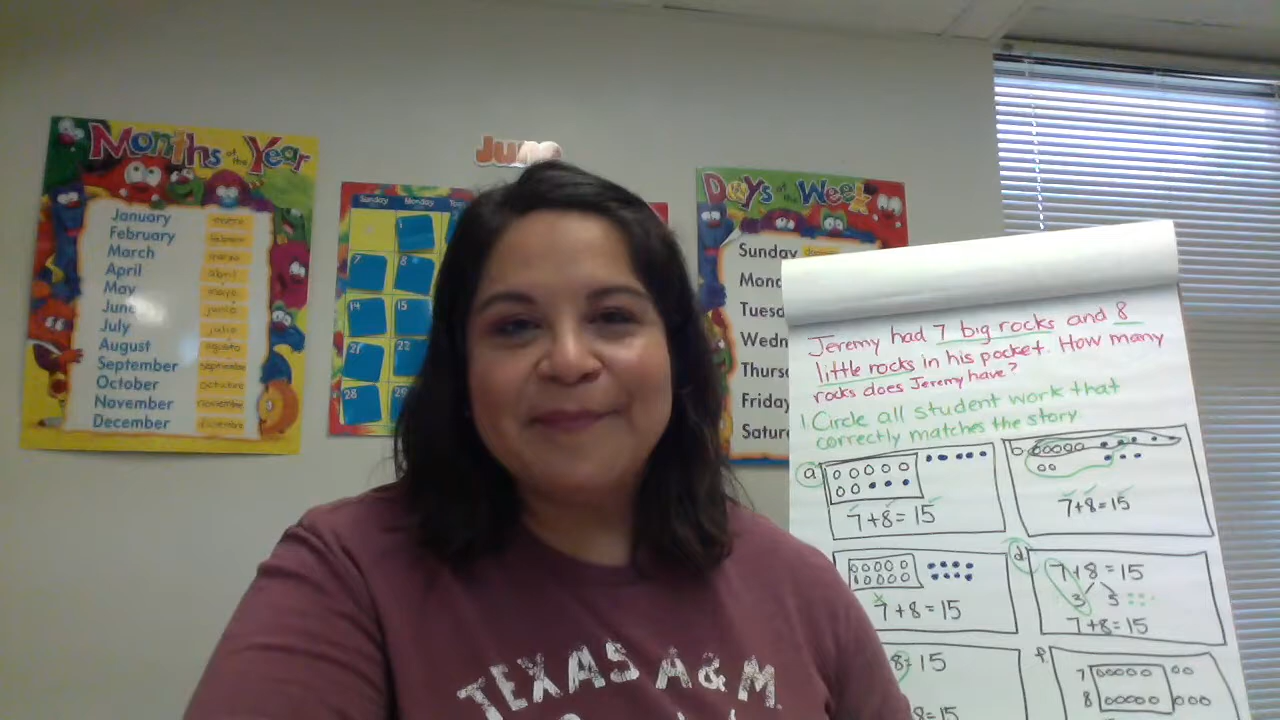 Months of the Year
January enero
February febrero
March marzo
April abril
May mayo
June junio
July julio
August agosto
September septiembre
October octubre
November noviembre
December diciembre
Sunday Monday
1
7 8
14 15
21 22
28 29
Days of the Week
Sunday
Jeremy had 7 big rocks and 8
little rocks in his pocket. How many
rocks does Jeremy have?
1. Circle all student work that
correctly matches the story
a
7+8=15
b
7+8=15
x
7+8=15
d
7+8=15
3 5
7+8=15
8+ 15
8=15
f.
7
8
TEXAS A&M